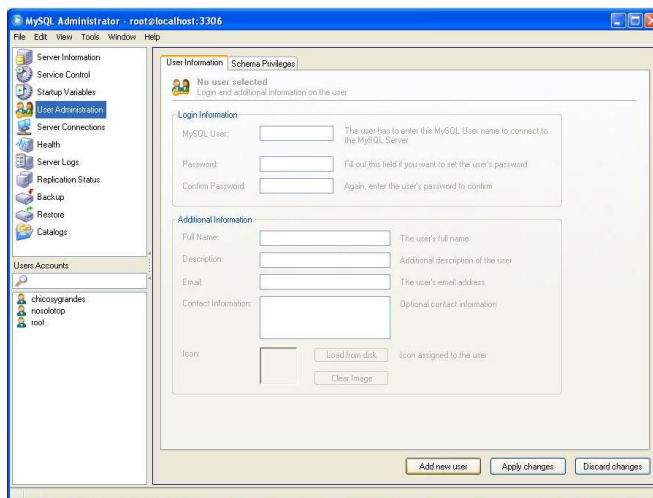 MySQL Administrator - root@localhost:3306
File Edit View Tools Window Help
Server Information
Service Control
Startup Variables
User Administration
Server Connections
Health
Server Logs
Replication Status
Backup
Restore
Catalogs
Users Accounts
chicosygrandes
nosolotop
root
User Information Schema Privileges
No user selected
Login and additional information on the user
Login Information
MySQL User: The user has to enter this MySQL User name to connect to
the MySQL Server
Password: Fill out this field if you want to set the user's password
Confirm Password: Again, enter the user's password to confirm
Additional Information
Full Name: The user's full name
Description: Additional description of the user
Email: The user's email address
Contact Information: Optional contact information
Icon: Load from disk Icon assigned to the user
Clear Image
Add new user Apply changes Discard changes